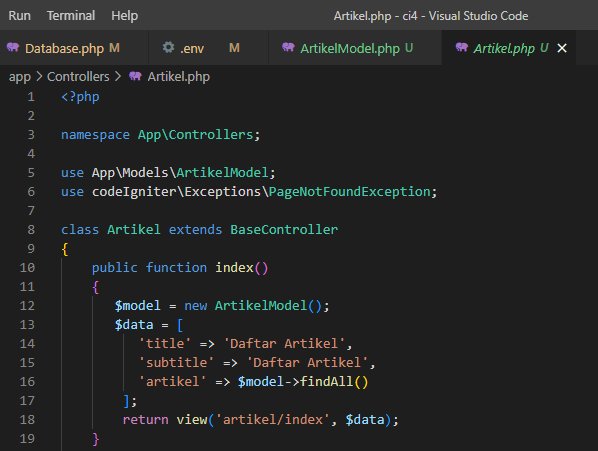 Run Terminal Help Artikel.php - ci4 - Visual Studio Code
Database.php M .env M ArtikelModel.php U Artikel.php U
app > Controllers > Artikel.php
1 <?php
2
3 namespace App\Controllers;
4
5 use App\Models\ArtikelModel;
6 use codeIgniter\Exceptions\PageNotFoundException;
7
8 class Artikel extends BaseController
9 {
10 public function index()
11 {
12 $model = new ArtikelModel();
13 $data = [
14 'title' => 'Daftar Artikel',
15 'subtitle' => 'Daftar Artikel',
16 'artikel' => $model->findAll()
17 ];
18 return view('artikel/index', $data);
19 }